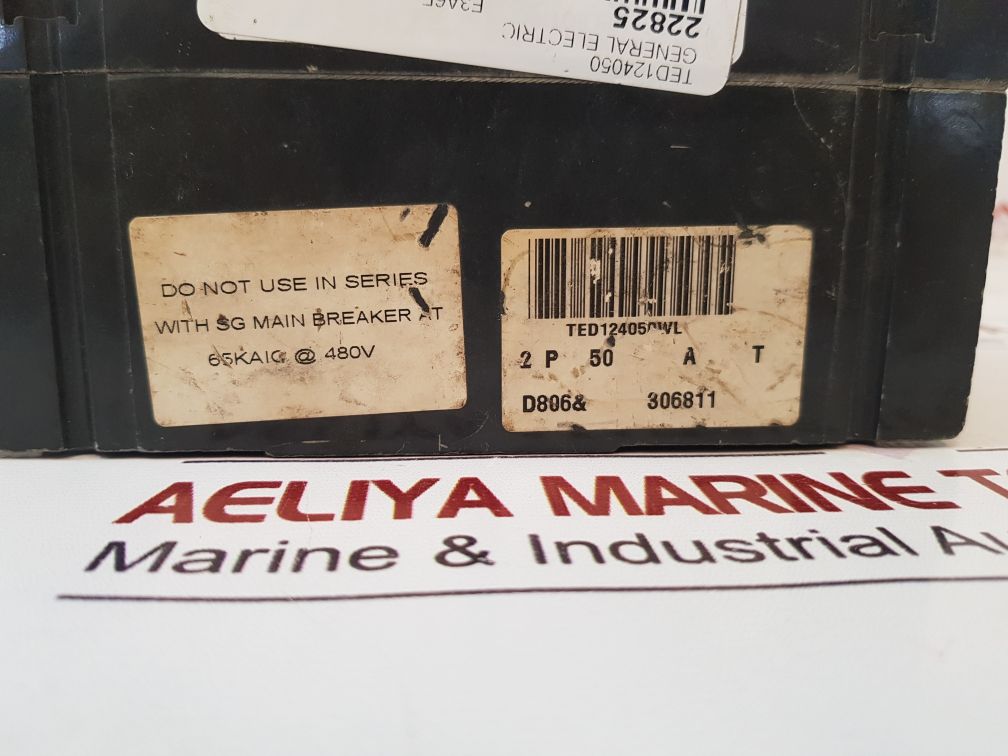 TED124050
GENERAL ELECTRIC
22825
DO NOT USE IN SERIES
WITH SG MAIN BREAKER AT
65KAIC @ 480V
TED124050WL
2 P 50 A T
D806& 306811
AELIYA MARINE
Marine & Industrial